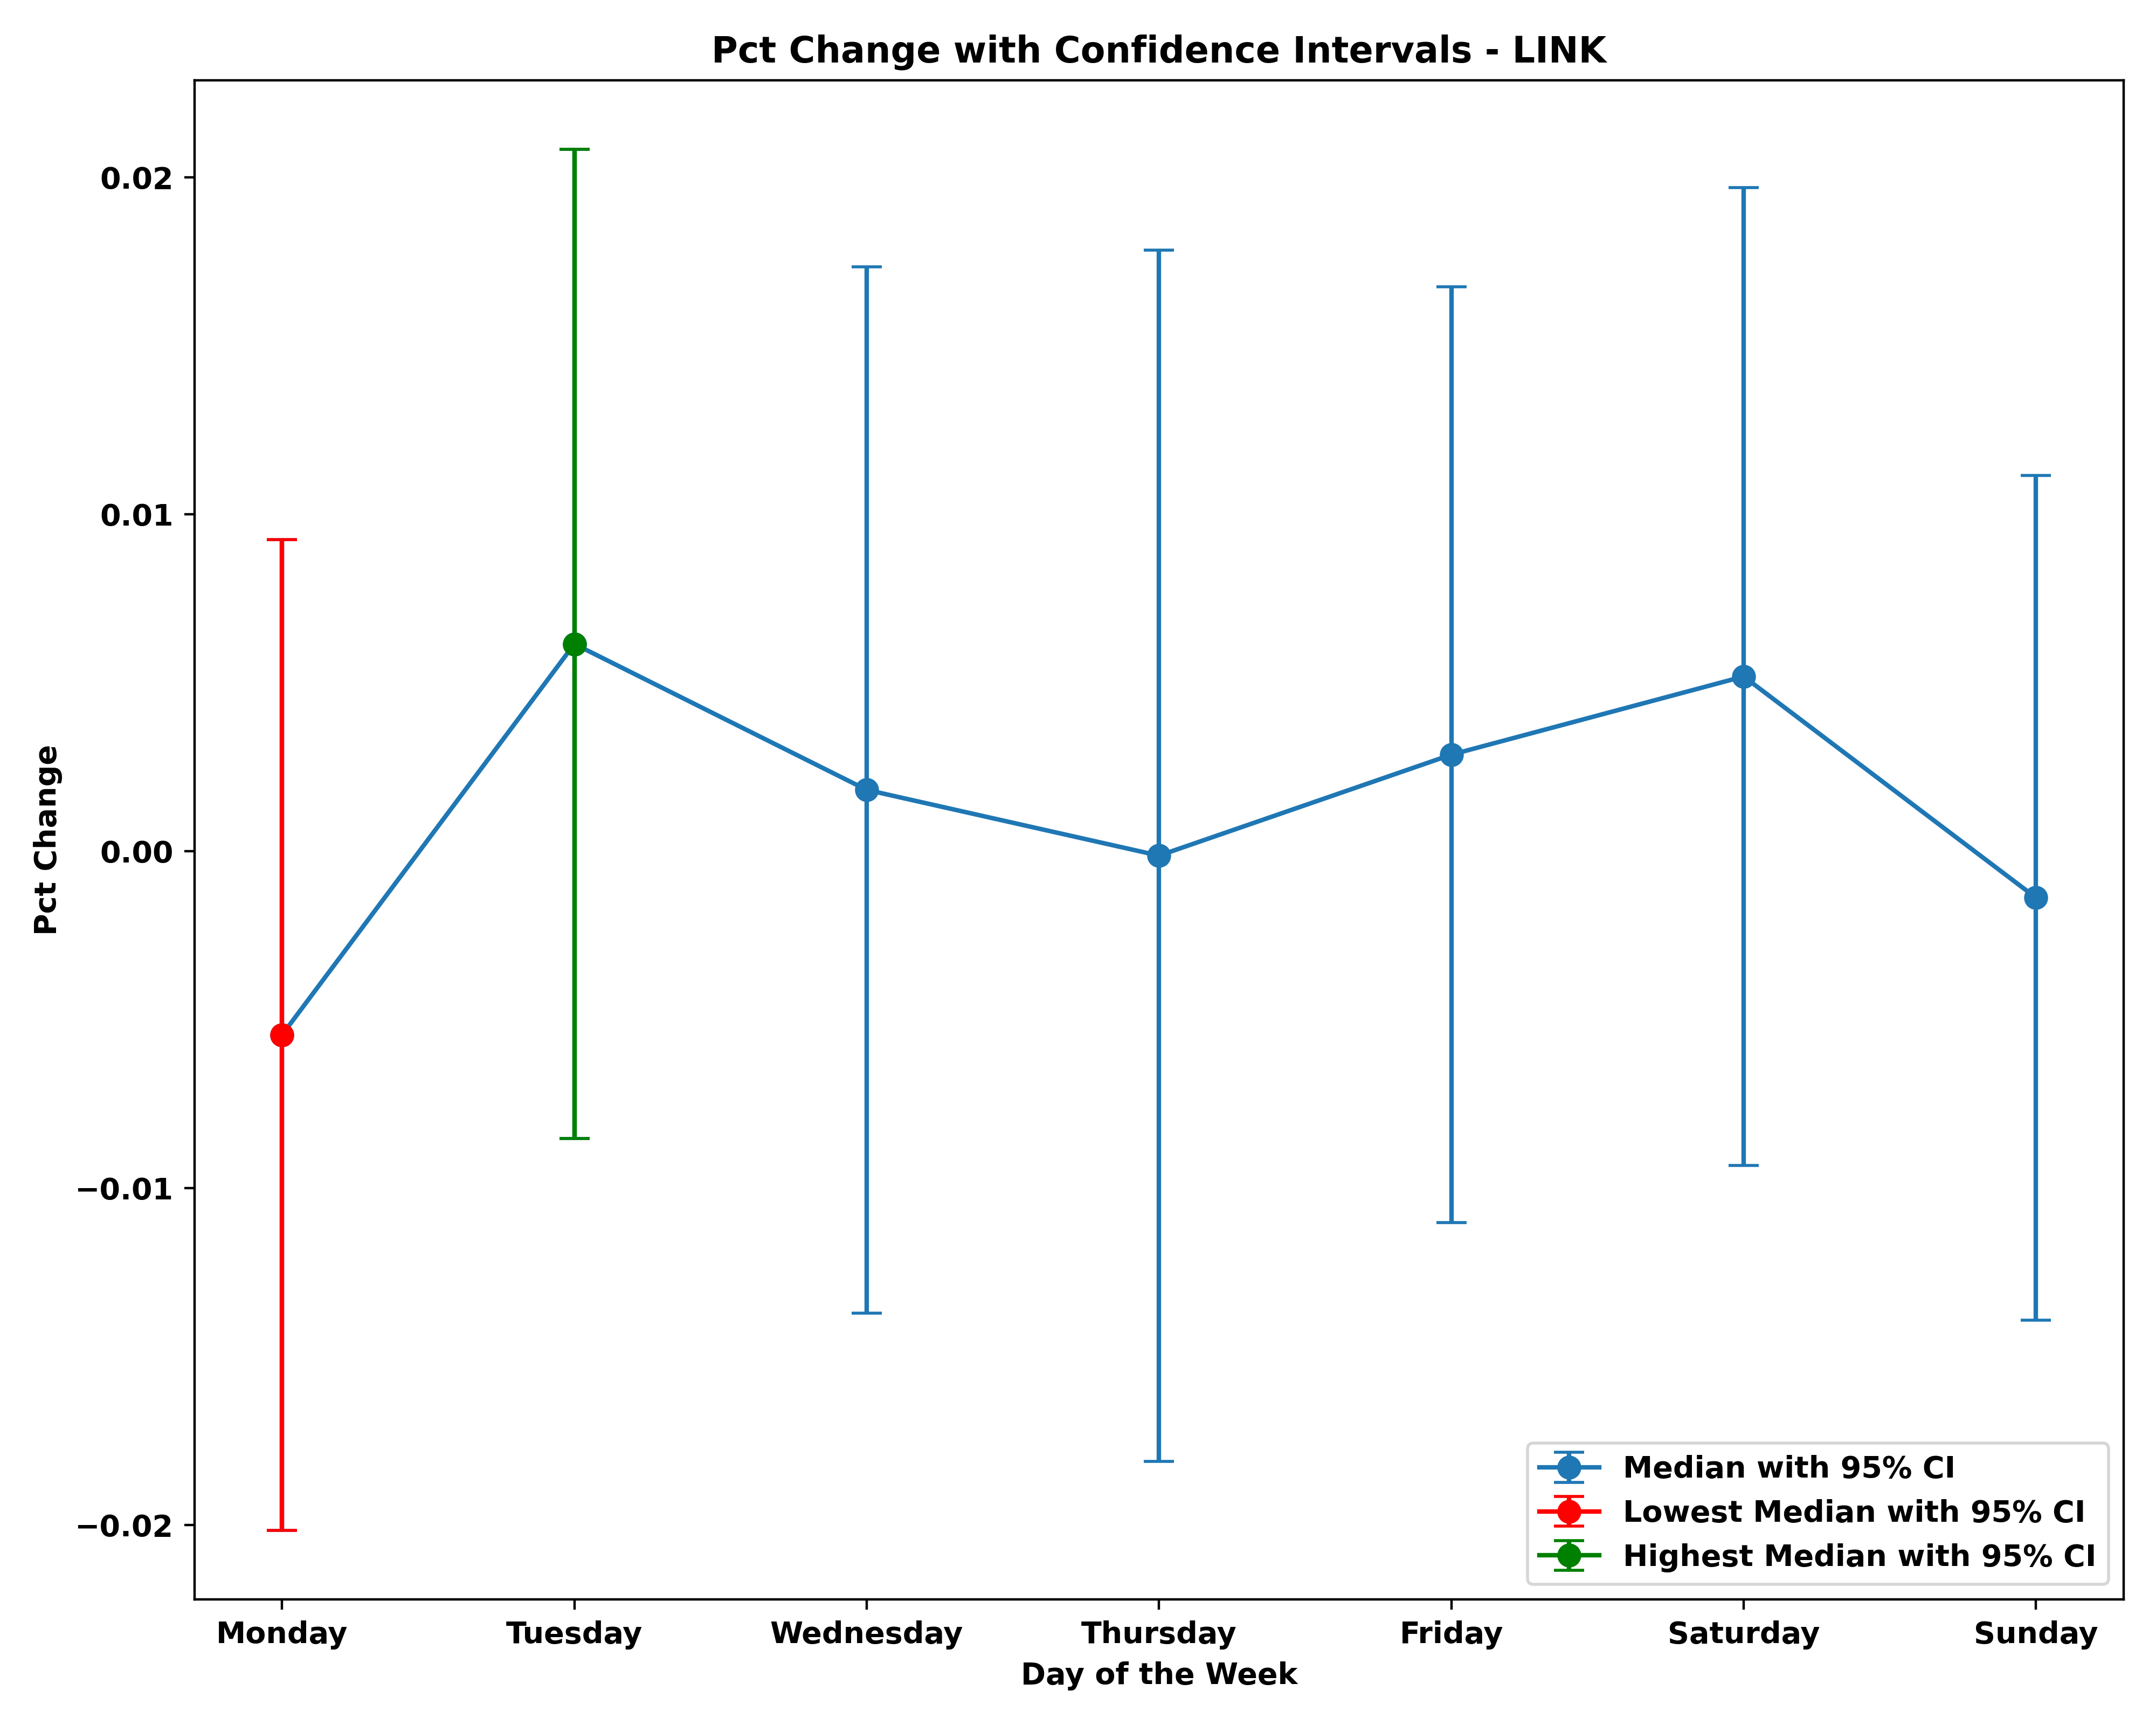 Pct Change with Confidence Intervals - LINK
Pct Change
0.02
0.01
0.00
−0.01
−0.02
Median with 95% CI
Lowest Median with 95% CI
Highest Median with 95% CI
Monday Tuesday Wednesday Thursday Friday Saturday Sunday
Day of the Week